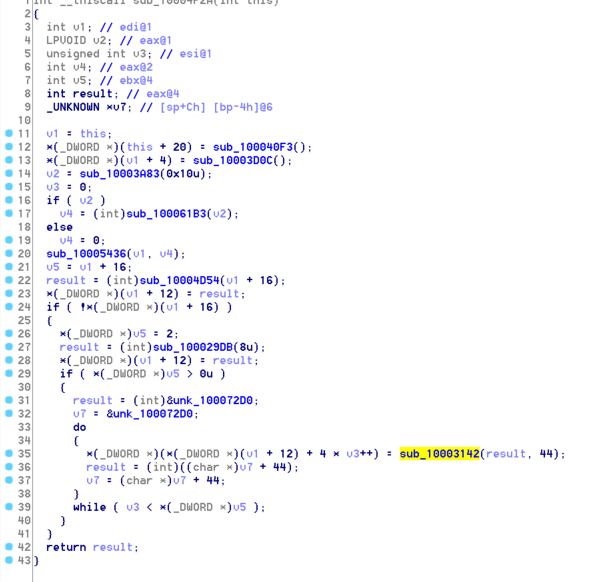 int __thiscall sub_10004F2A(int this)
2 {
3 int v1; // edi@1
4 LPVOID v2; // eax@1
5 unsigned int v3; // esi@1
6 int v4; // eax@2
7 int v5; // ebx@4
8 int result; // eax@4
9 _UNKNOWN *v7; // [sp+Ch] [bp-4h]@6
10
11 v1 = this;
12 *(_DWORD *)(this + 20) = sub_100040F3();
13 *(_DWORD *)(v1 + 4) = sub_10003D0C();
14 v2 = sub_10003A83(0x10u);
15 v3 = 0;
16 if ( v2 )
17 v4 = (int)sub_100061B3(v2);
18 else
19 v4 = 0;
20 sub_10005436(v1, v4);
21 v5 = v1 + 16;
22 result = (int)sub_10004D54(v1 + 16);
23 *(_DWORD *)(v1 + 12) = result;
24 if ( !*(_DWORD *)(v1 + 16) )
25 {
26 *(_DWORD *)v5 = 2;
27 result = (int)sub_100029DB(8u);
28 *(_DWORD *)(v1 + 12) = result;
29 if ( *(_DWORD *)v5 > 0u )
30 {
31 result = (int)&unk_100072D0;
32 v7 = &unk_100072D0;
33 do
34 {
35 *(_DWORD *)(*(_DWORD *)(v1 + 12) + 4 * v3++) = sub_10003142(result, 44);
36 result = (int)((char *)v7 + 44);
37 v7 = (char *)v7 + 44;
38 }
39 while ( v3 < *(_DWORD *)v5 );
40 }
41 }
42 return result;
43 }